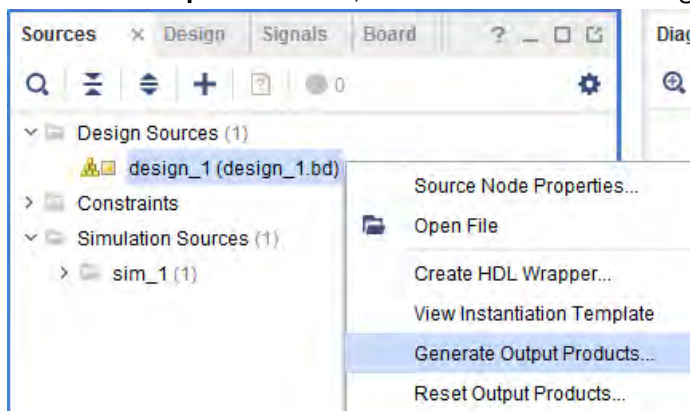 Sources × Design Signals Board ? _ Diag
0
Design Sources (1)
design_1 (design_1.bd)
Constraints
Simulation Sources (1)
sim_1 (1)
Source Node Properties...
Open File
Create HDL Wrapper...
View Instantiation Template
Generate Output Products...
Reset Output Products...